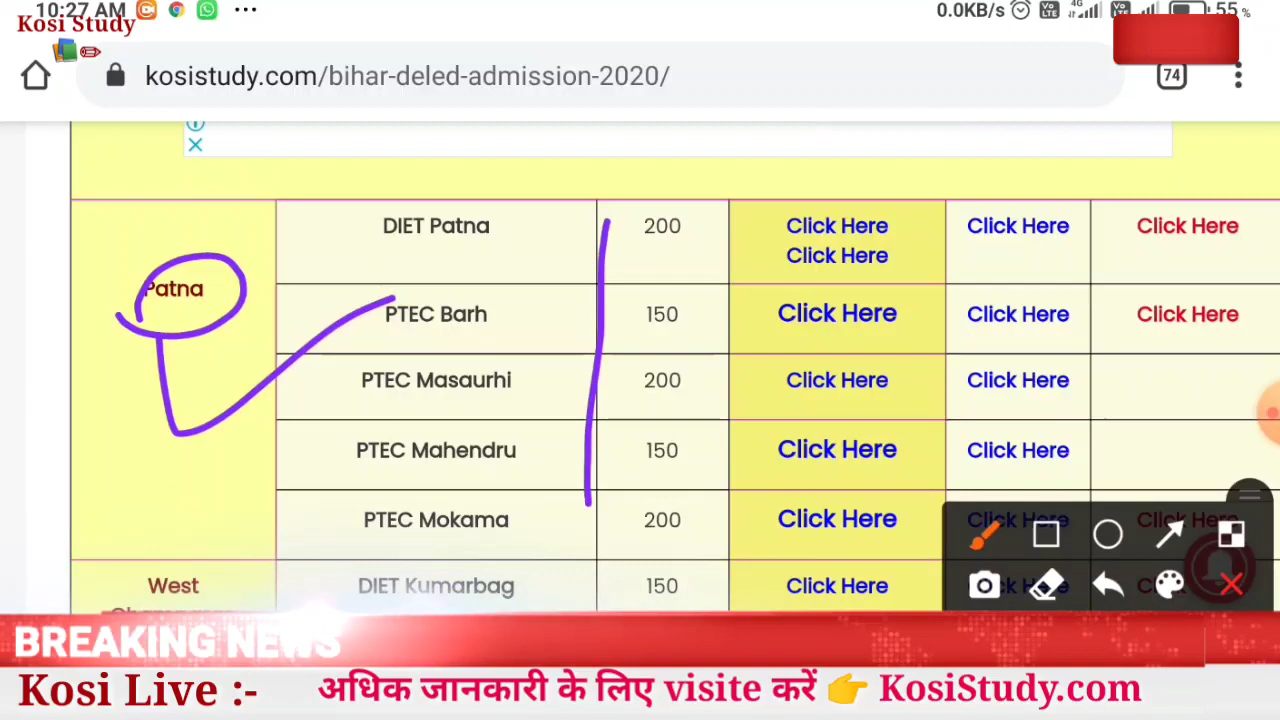 10:27 AM
0.0KB/s 4G 55 %
Kosi Study
kosistudy.com/bihar-deled-admission-2020/
74
Patna
DIET Patna 200 Click Here Click Here Click Here
Click Here
PTEC Barh 150 Click Here Click Here Click Here
PTEC Masaurhi 200 Click Here Click Here
PTEC Mahendru 150 Click Here Click Here
PTEC Mokama 200 Click Here Click Here Click Here
West DIET Kumarbag 150 Click Here
BREAKING NEWS
Kosi Live :- अधिक जानकारी के लिए visite करें 👉 KosiStudy.com